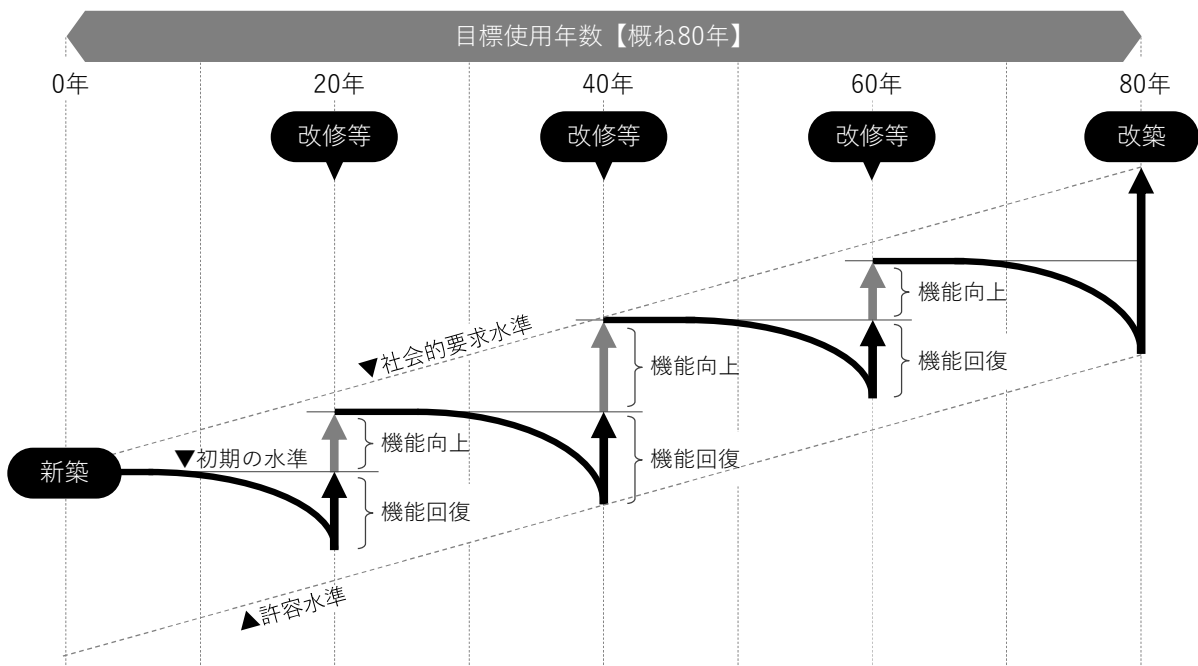 目標使用年数【概ね80年】
0年
20年
40年
60年
80年
改修等
改修等
改修等
改築
機能向上
機能回復
▼社会的要求水準
機能向上
機能回復
新築
▼初期の水準
機能向上
機能回復
▲許容水準